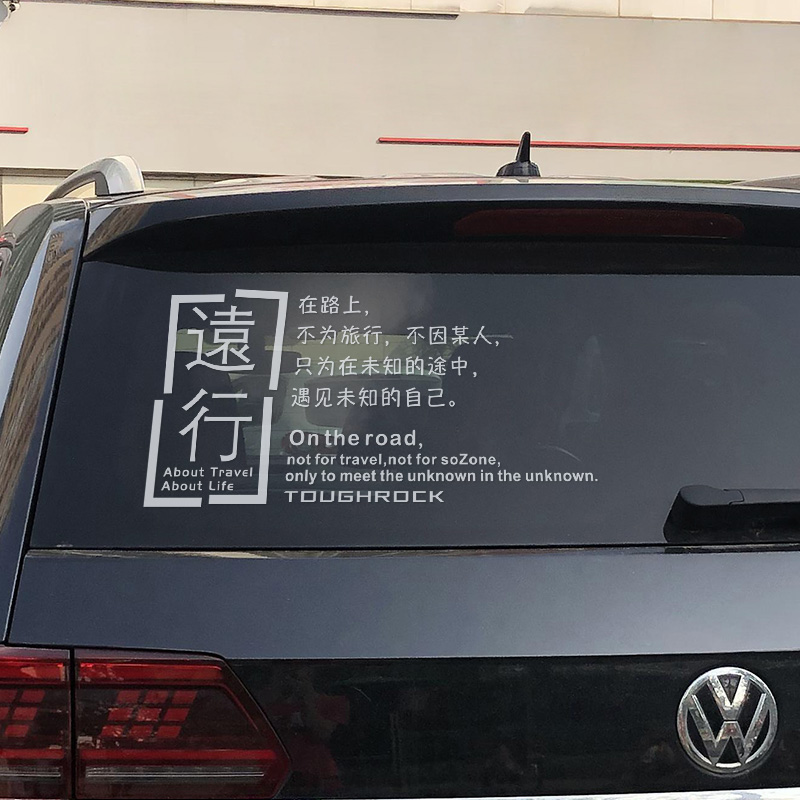 遠行
About Travel
About Life
在路上，
不为旅行，不因某人，
只为在未知的途中，
遇见未知的自己。
On the road,
not for travel,not for soZone,
only to meet the unknown in the unknown.
TOUGHROCK
VW